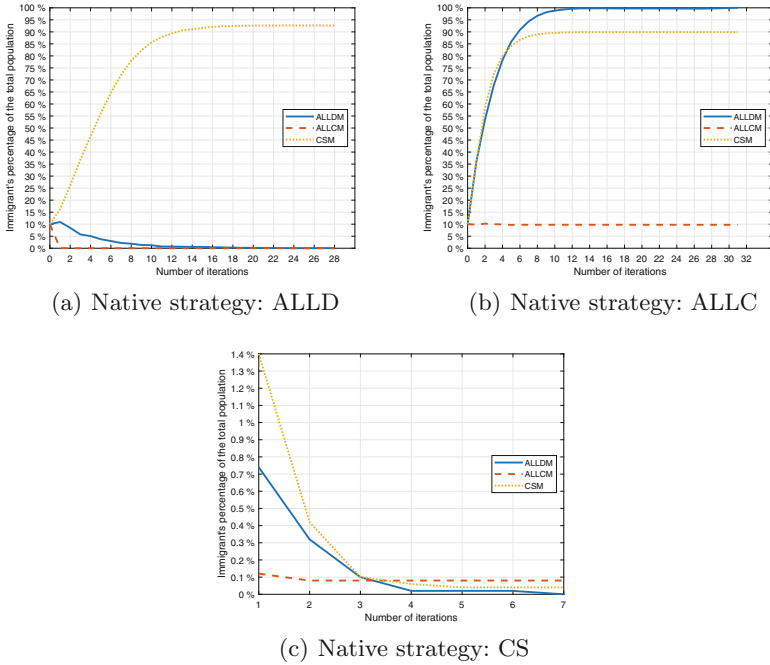 Immigrant's percentage of the total population
100 %
95 %
90 %
85 %
80 %
75 %
70 %
65 %
60 %
55 %
50 %
45 %
40 %
35 %
30 %
25 %
20 %
15 %
10 %
5 %
0 %
ALLDM
ALLCM
CSM
0 2 4 6 8 10 12 14 16 18 20 22 24 26 28
Number of iterations
(a) Native strategy: ALLD
Immigrant's percentage of the total population
100 %
95 %
90 %
85 %
80 %
75 %
70 %
65 %
60 %
55 %
50 %
45 %
40 %
35 %
30 %
25 %
20 %
15 %
10 %
5 %
0 %
ALLDM
ALLCM
CSM
0 2 4 6 8 10 12 14 16 18 20 22 24 26 28 30 32
Number of iterations
(b) Native strategy: ALLC
Immigrant's percentage of the total population
1.4 %
1.3 %
1.2 %
1.1 %
1 %
0.9 %
0.8 %
0.7 %
0.6 %
0.5 %
0.4 %
0.3 %
0.2 %
0.1 %
0 %
ALLDM
ALLCM
CSM
1 2 3 4 5 6 7
Number of iterations
(c) Native strategy: CS